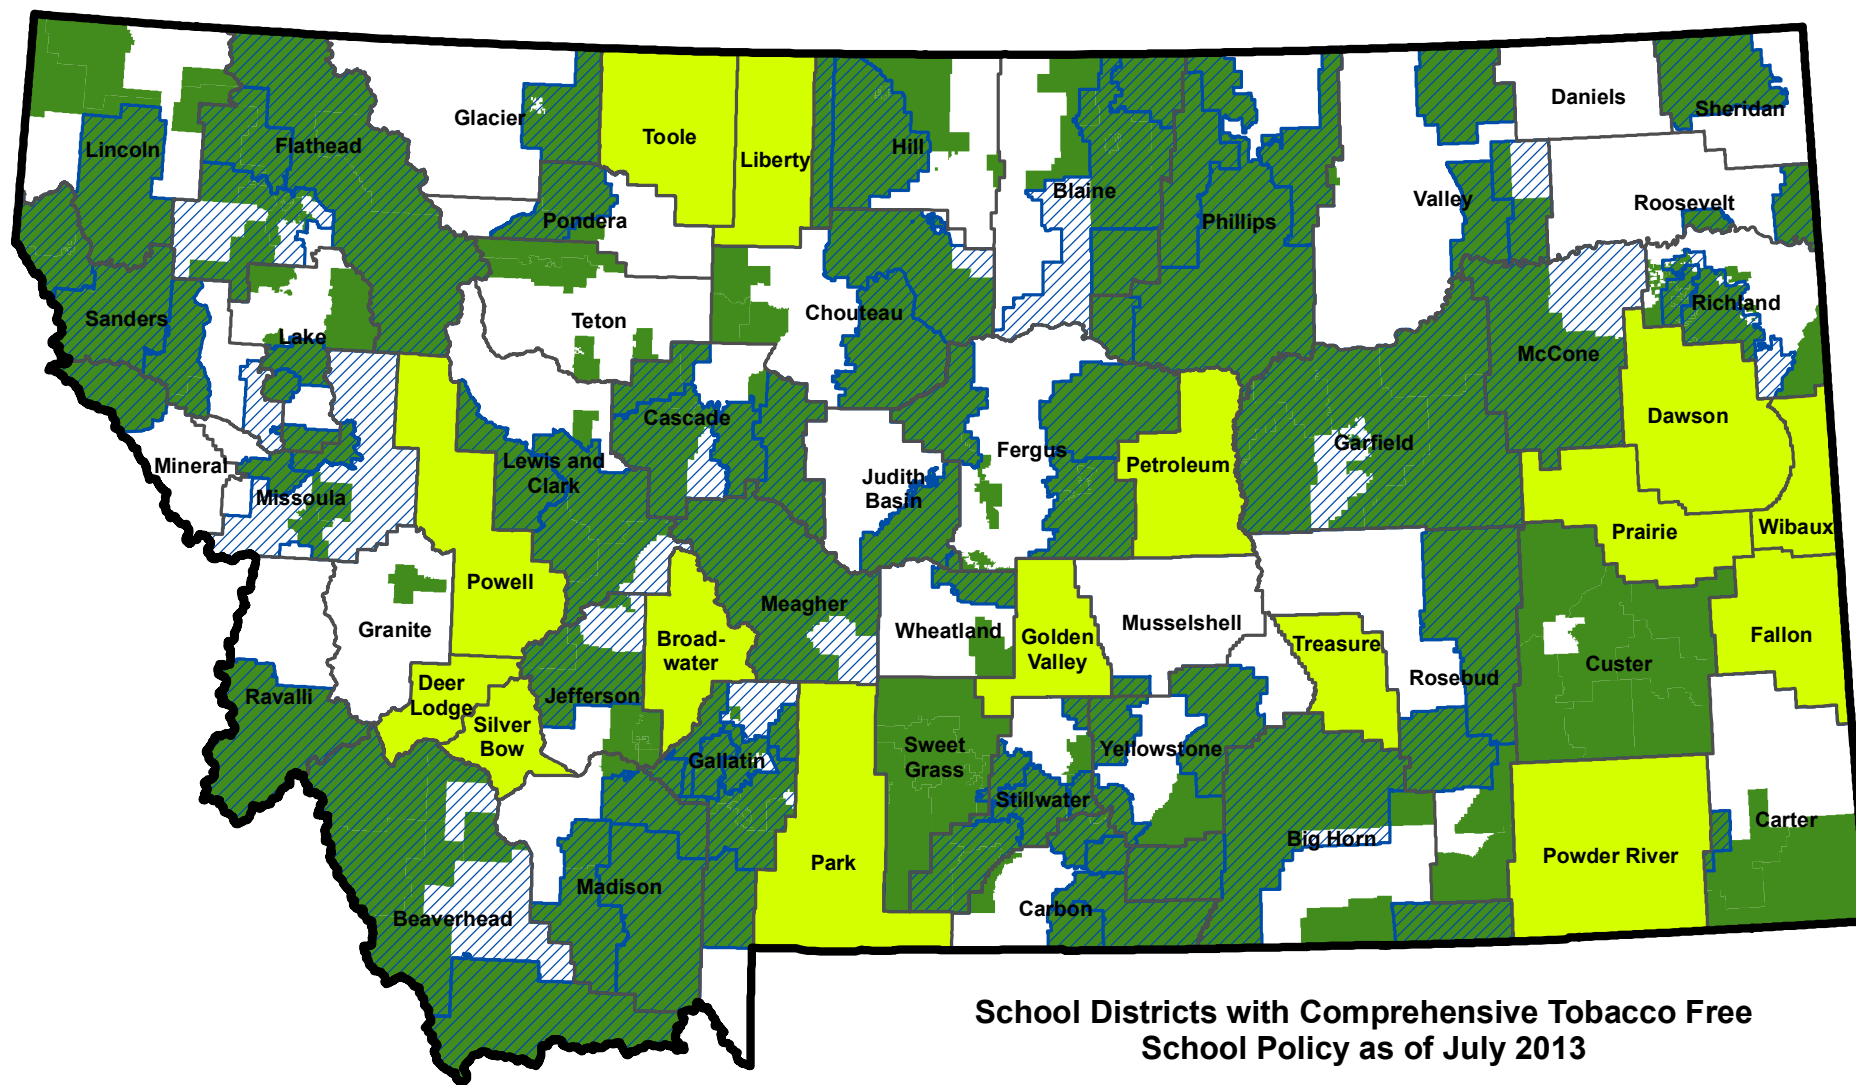 Glacier
Toole
Liberty
Hill
Blaine
Phillips
Valley
Daniels
Sheridan
Roosevelt
Lincoln
Flathead
Pondera
Sanders
Lake
Teton
Chouteau
McCone
Richland
Dawson
Mineral
Missoula
Lewis and
Clark
Cascade
Judith
Basin
Fergus
Petroleum
Garfield
Prairie
Wibaux
Powell
Granite
Meagher
Broad-
water
Wheatland
Golden
Valley
Musselshell
Treasure
Rosebud
Custer
Fallon
Ravalli
Deer
Lodge
Silver
Bow
Jefferson
Gallatin
Sweet
Grass
Yellowstone
Stillwater
Big Horn
Powder River
Carter
Park
Madison
Beaverhead
Carbon
School Districts with Comprehensive Tobacco Free
School Policy as of July 2013